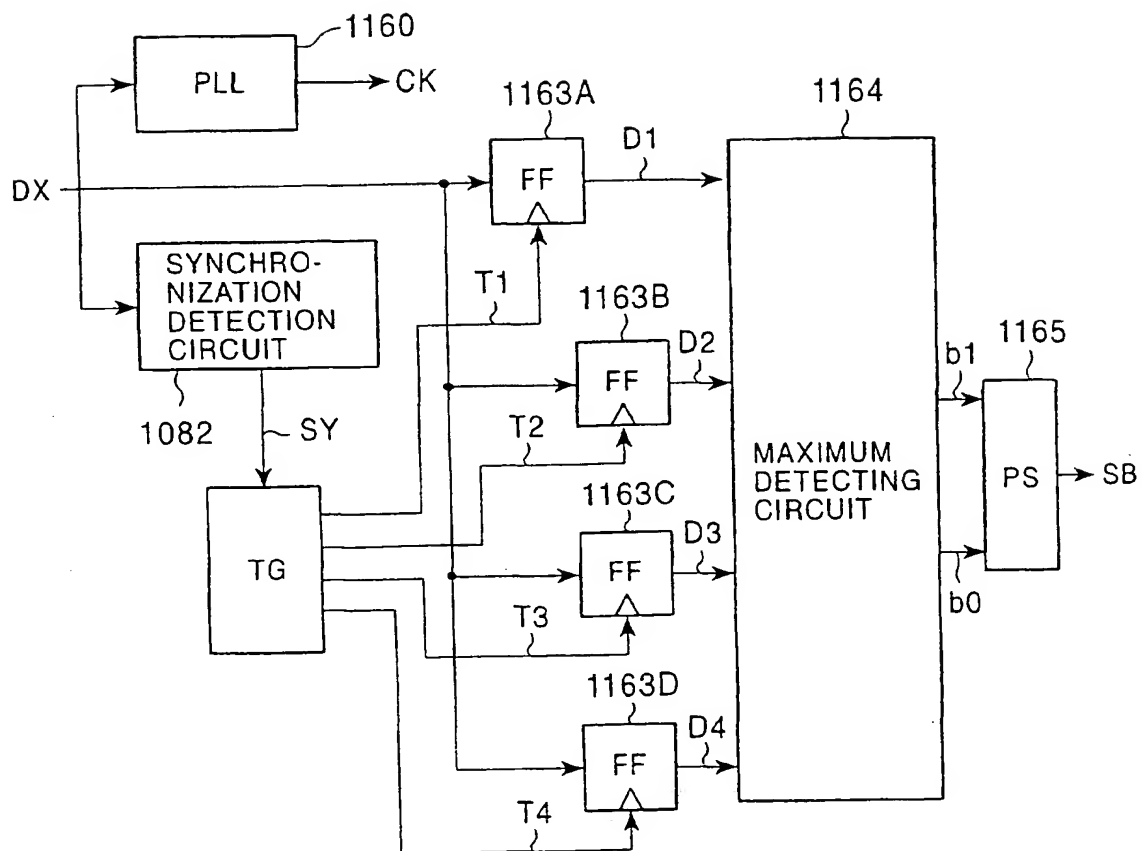 1160
PLL
CK
1163A
1164
DX
FF
D1
SYNCHRO-
NIZATION
DETECTION
CIRCUIT
T1
1163B
D2
1165
FF
b1
1082
SY
T2
MAXIMUM
DETECTING
CIRCUIT
PS
SB
1163C
D3
TG
FF
b0
T3
1163D
D4
FF
T4